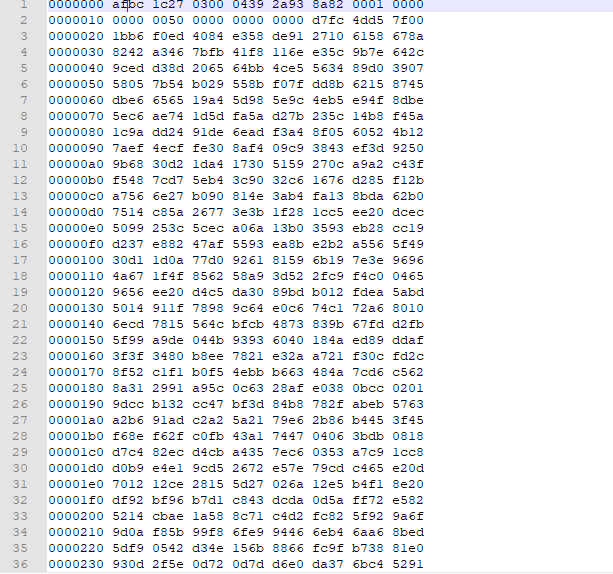 1 0000000 afbc 1c27 0300 0439 2a93 8a82 0001 0000
2 0000010 0000 0050 0000 0000 0000 d7fc 4dd5 7f00
3 0000020 1bb6 f0ed 4084 e358 de91 2710 6158 678a
4 0000030 8242 a346 7bfb 41f8 116e e35c 9b7e 642c
5 0000040 9ced d38d 2065 64bb 4ce5 5634 89d0 3907
6 0000050 5805 7b54 b029 558b f07f dd8b 6215 8745
7 0000060 dbe6 6565 19a4 5d98 5e9c 4eb5 e94f 8dbe
8 0000070 5ec6 ae74 1d5d fa5a d27b 235c 14b8 f45a
9 0000080 1c9a dd24 91de 6ead f3a4 8f05 6052 4b12
10 0000090 7aef 4ecf fe30 8af4 09c9 3843 ef3d 9250
11 00000a0 9b68 30d2 1da4 1730 5159 270c a9a2 c43f
12 00000b0 f548 7cd7 5eb4 3c90 32c6 1676 d285 f12b
13 00000c0 a756 6e27 b090 814e 3ab4 fa13 8bda 62b0
14 00000d0 7514 c85a 2677 3e3b 1f28 1cc5 ee20 dcec
15 00000e0 5099 253c 5cec a06a 13b0 3593 eb28 cc19
16 00000f0 d237 e882 47af 5593 ea8b e2b2 a556 5f49
17 0000100 30d1 1d0a 77d0 9261 8159 6b19 7e3e 9696
18 0000110 4a67 1f4f 8562 58a9 3d52 2fc9 f4c0 0465
19 0000120 9656 ee20 d4c5 da30 89bd b012 fdea 5abd
20 0000130 5014 911f 7898 9c64 e0c6 74c1 72a6 8010
21 0000140 6ecd 7815 564c bfcb 4873 839b 67fd d2fb
22 0000150 5f99 a9de 044b 9393 6040 184a ed89 ddaf
23 0000160 3f3f 3480 b8ee 7821 e32a a721 f30c fd2c
24 0000170 8f52 c1f1 b0f5 4ebb b663 484a 7cd6 c562
25 0000180 8a31 2991 a95c 0c63 28af e038 0bcc 0201
26 0000190 9dcc b132 cc47 bf3d 84b8 782f abeb 5763
27 00001a0 a2b6 91ad c2a2 5a21 79e6 2b86 b445 3f45
28 00001b0 f68e f62f c0fb 43a1 7447 0406 3bdb 0818
29 00001c0 d7c4 82ec d4cb a435 7ec6 0353 a7c9 1cc8
30 00001d0 d0b9 e4e1 9cd5 2672 e57e 79cd c465 e20d
31 00001e0 7012 12ce 2815 5d27 026a 12e5 b4f1 8e20
32 00001f0 df92 bf96 b7d1 c843 dcda 0d5a ff72 e582
33 0000200 5214 cbae 1a58 8c71 c4d2 fc82 5f92 9a6f
34 0000210 9d0a f85b 99f8 6fe9 9446 6eb4 6aa6 8bed
35 0000220 5df9 0542 d34e 156b 8866 fc9f b738 81e0
36 0000230 930d 2f5e 0d72 0d7d d6e0 da37 6bc4 5291